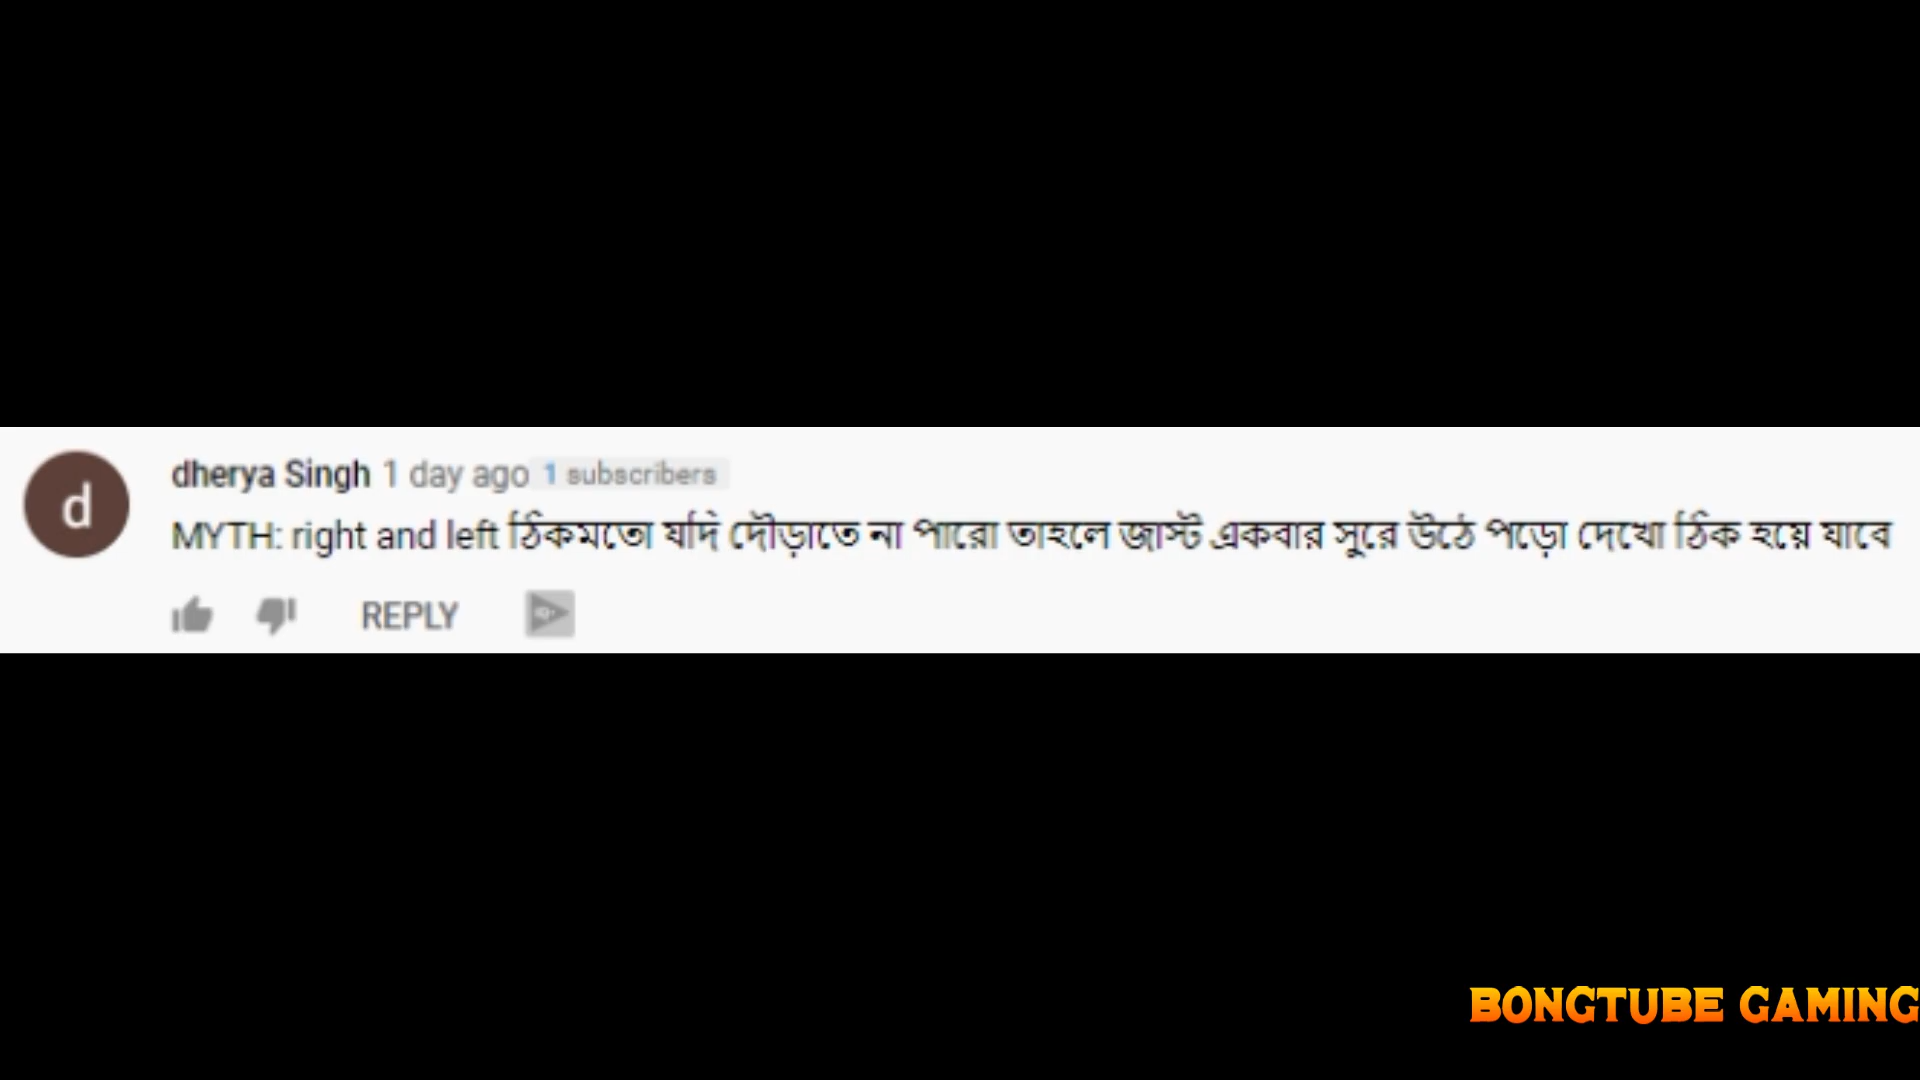 d
dherya Singh 1 day ago 1 subscribers
MYTH: right and left ঠিকমতো যদি দৌড়াতে না পারো তাহলে জাস্ট একবার সুরে উঠে পড়ো দেখো ঠিক হয়ে যাবে
REPLY
BONGTUBE GAMING